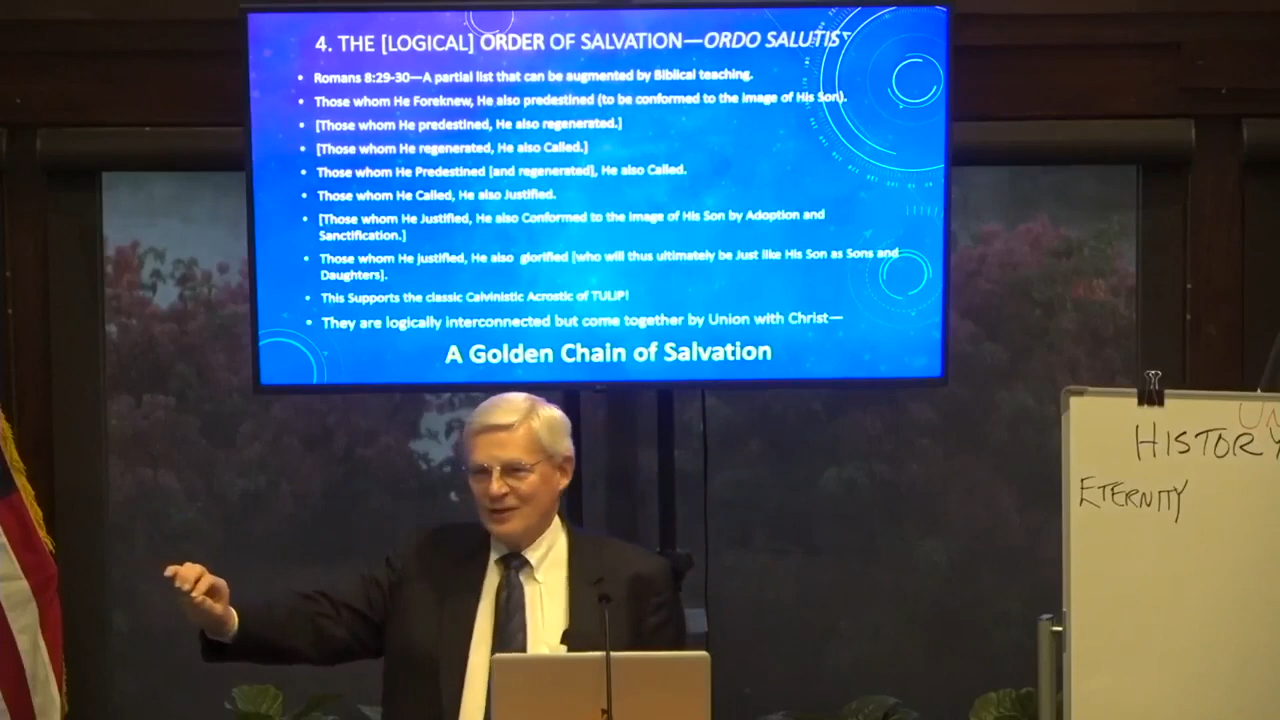 4. THE [LOGICAL] ORDER OF SALVATION—ORDO SALUTIS
• Romans 8:29-30—A partial list that can be augmented by Biblical teaching.
• Those whom He Foreknew, He also predestined (to be conformed to the image of His Son).
• [Those whom He predestined, He also regenerated.]
• [Those whom He regenerated, He also Called.]
• Those whom He Predestined [and regenerated], He also Called.
• Those whom He Called, He also Justified.
• [Those whom He Justified, He also Conformed to the Image of His Son by Adoption and
Sanctification.]
• Those whom He justified, He also glorified [who will thus ultimately be Just like His Son as Sons and
Daughters].
• This Supports the classic Calvinistic Acrostic of TULIP!
• They are logically interconnected but come together by Union with Christ—
A Golden Chain of Salvation
HISTORY
ETERNITY